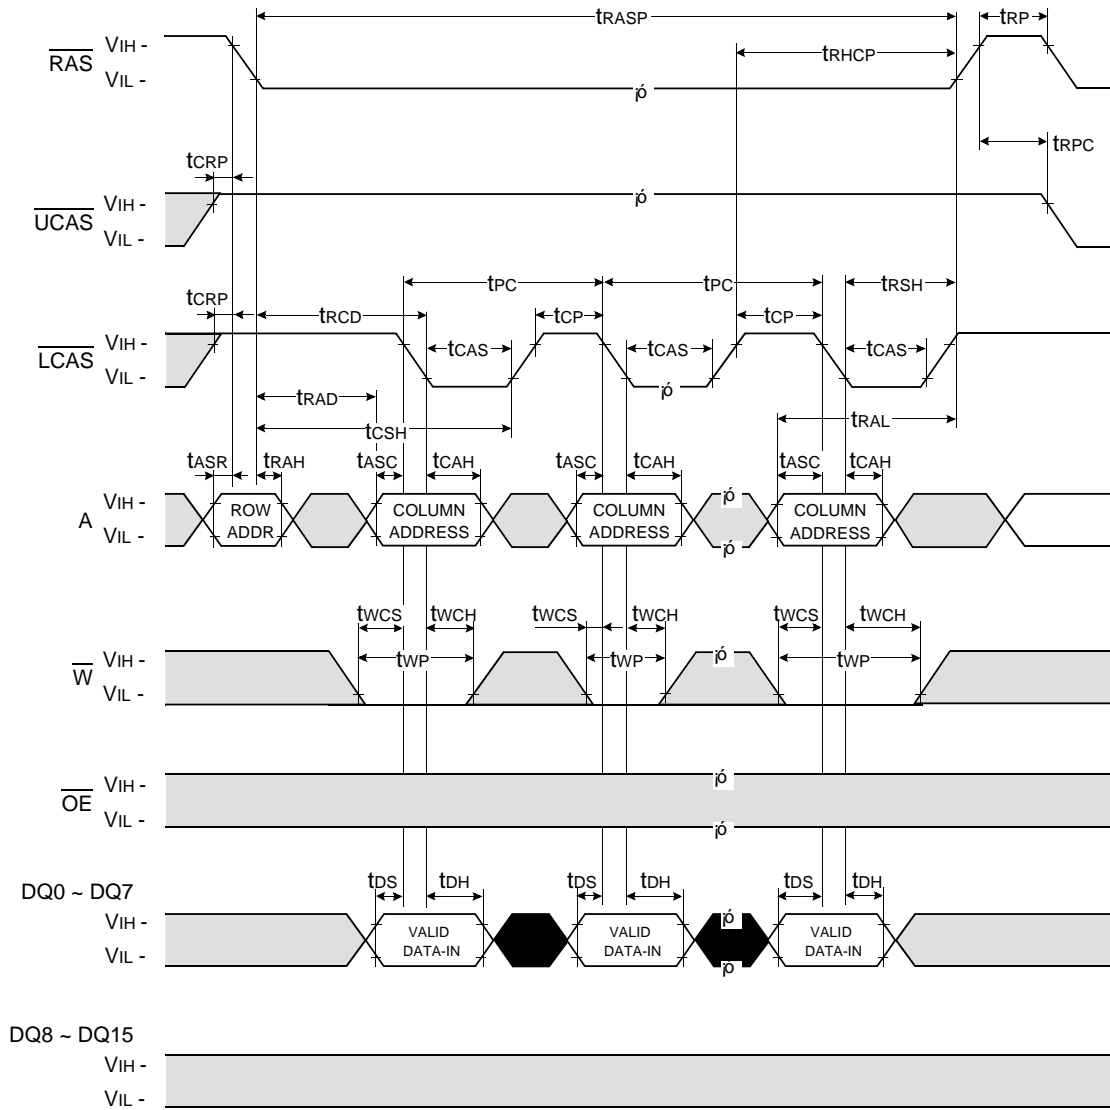 tRASP tRP
tRHCP
RAS VIH -
VIL -
¡ó
tRPC
tCRP
UCAS VIH -
VIL -
¡ó
tPC tPC tRSH
tCRP
tRCD tCP tCP
LCAS VIH -
VIL -
tCAS tCAS tCAS
¡ó
tRAD tRAL
tCSH
tASR tRAH tASC tCAH tASC tCAH tASC tCAH
A VIH -
VIL -
ROW
ADDR
COLUMN
ADDRESS
COLUMN
ADDRESS
¡ó
¡ó
COLUMN
ADDRESS
tWCS tWCH tWCS tWCH tWCS tWCH
tWP tWP tWP
W VIH -
VIL -
¡ó
OE VIH -
VIL -
¡ó
¡ó
DQ0 ~ DQ7
tDS tDH tDS tDH tDS tDH
VIH -
VIL -
VALID
DATA-IN
VALID
DATA-IN
¡ó
¡ó
VALID
DATA-IN
DQ8 ~ DQ15
VIH -
VIL -